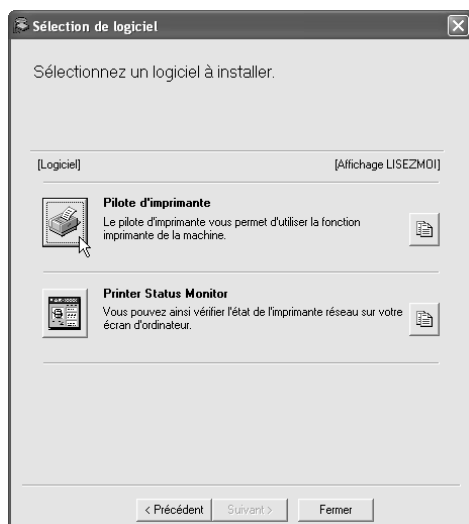 Sélection de logiciel
Sélectionnez un logiciel à installer.
[Logiciel] [Affichage LISEZMOI]
Pilote d'imprimante
Le pilote d'imprimante vous permet d'utiliser la fonction
imprimante de la machine.
Printer Status Monitor
Vous pouvez ainsi vérifier l'état de l'imprimante réseau sur votre
écran d'ordinateur.
< Précédent Suivant > Fermer